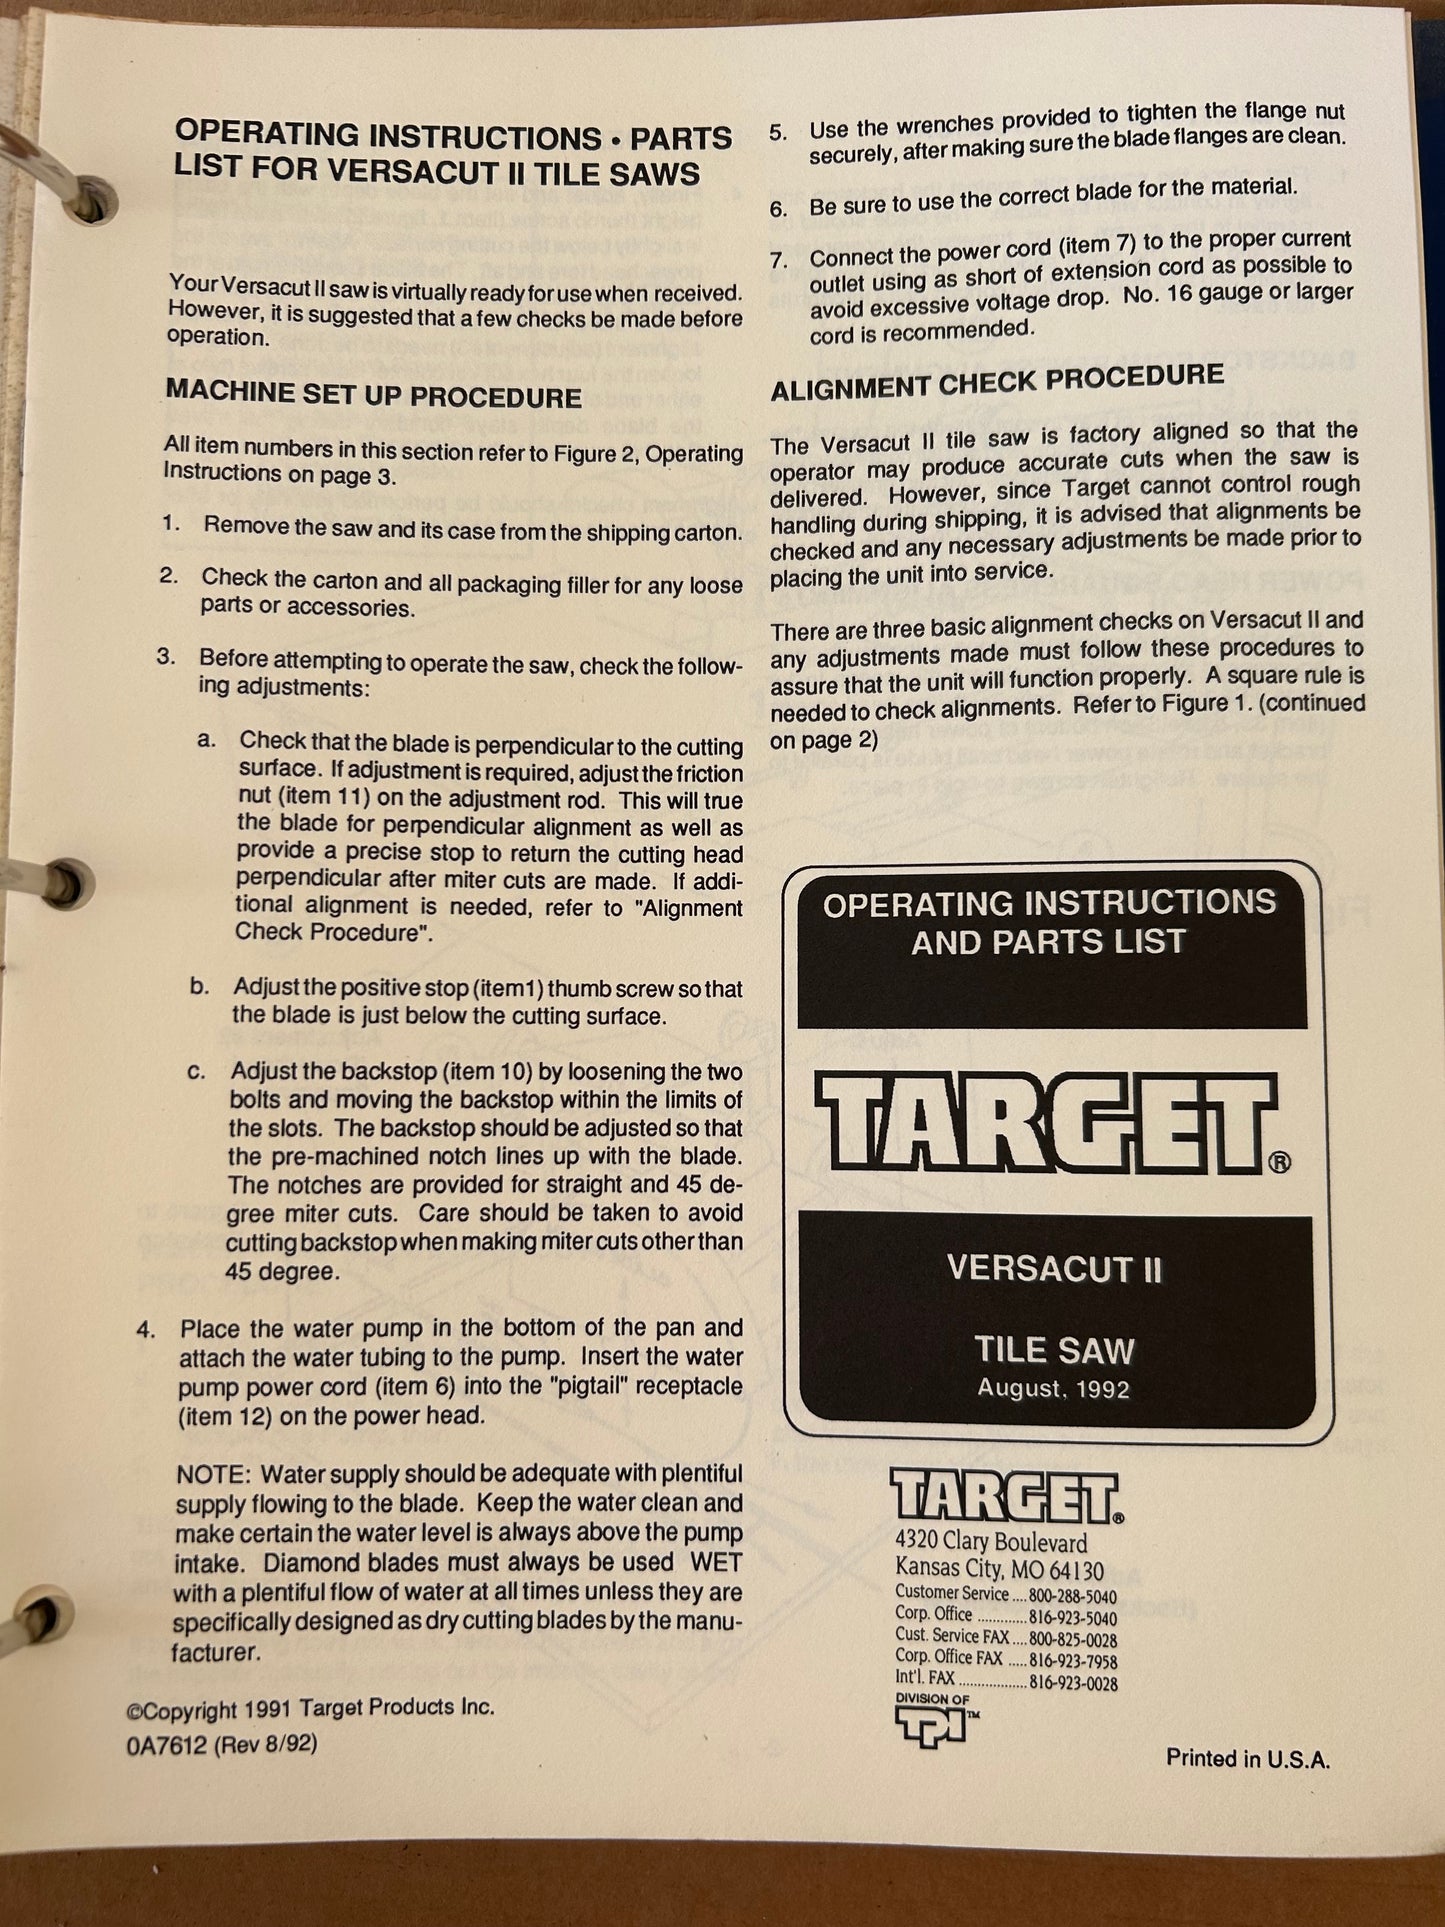 OPERATING INSTRUCTIONS • PARTS
LIST FOR VERSACUT II TILE SAWS
Your Versacut II saw is virtually ready for use when received.
However, it is suggested that a few checks be made before
operation.
MACHINE SET UP PROCEDURE
All item numbers in this section refer to Figure 2, Operating
Instructions on page 3.
1. Remove the saw and its case from the shipping carton.
2. Check the carton and all packaging filler for any loose
parts or accessories.
3. Before attempting to operate the saw, check the follow-
ing adjustments:
a. Check that the blade is perpendicular to the cutting
surface. If adjustment is required, adjust the friction
nut (item 11) on the adjustment rod. This will true
the blade for perpendicular alignment as well as
provide a precise stop to return the cutting head
perpendicular after miter cuts are made. If addi-
tional alignment is needed, refer to "Alignment
Check Procedure".
b. Adjust the positive stop (item1) thumb screw so that
the blade is just below the cutting surface.
c. Adjust the backstop (item 10) by loosening the two
bolts and moving the backstop within the limits of
the slots. The backstop should be adjusted so that
the pre-machined notch lines up with the blade.
The notches are provided for straight and 45 de-
gree miter cuts. Care should be taken to avoid
cutting backstop when making miter cuts other than
45 degree.
4. Place the water pump in the bottom of the pan and
attach the water tubing to the pump. Insert the water
pump power cord (item 6) into the "pigtail" receptacle
(item 12) on the power head.
NOTE: Water supply should be adequate with plentiful
supply flowing to the blade. Keep the water clean and
make certain the water level is always above the pump
intake. Diamond blades must always be used WET
with a plentiful flow of water at all times unless they are
specifically designed as dry cutting blades by the manu-
facturer.
©Copyright 1991 Target Products Inc.
0A7612 (Rev 8/92)
5. Use the wrenches provided to tighten the flange nut
securely, after making sure the blade flanges are clean.
6. Be sure to use the correct blade for the material.
7. Connect the power cord (item 7) to the proper current
outlet using as short of extension cord as possible to
avoid excessive voltage drop. No. 16 gauge or larger
cord is recommended.
ALIGNMENT CHECK PROCEDURE
The Versacut II tile saw is factory aligned so that the
operator may produce accurate cuts when the saw is
delivered. However, since Target cannot control rough
handling during shipping, it is advised that alignments be
checked and any necessary adjustments be made prior to
placing the unit into service.
There are three basic alignment checks on Versacut II and
any adjustments made must follow these procedures to
assure that the unit will function properly. A square rule is
needed to check alignments. Refer to Figure 1. (continued
on page 2)
OPERATING INSTRUCTIONS
AND PARTS LIST
TARGET®
VERSACUT II
TILE SAW
August, 1992
TARGET®
4320 Clary Boulevard
Kansas City, MO 64130
Customer Service ....800-288-5040
Corp. Office ............816-923-5040
Cust. Service FAX ....800-825-0028
Corp. Office FAX .....816-923-7958
Int'l. FAX .................816-923-0028
DIVISION OF
TPI™
Printed in U.S.A.